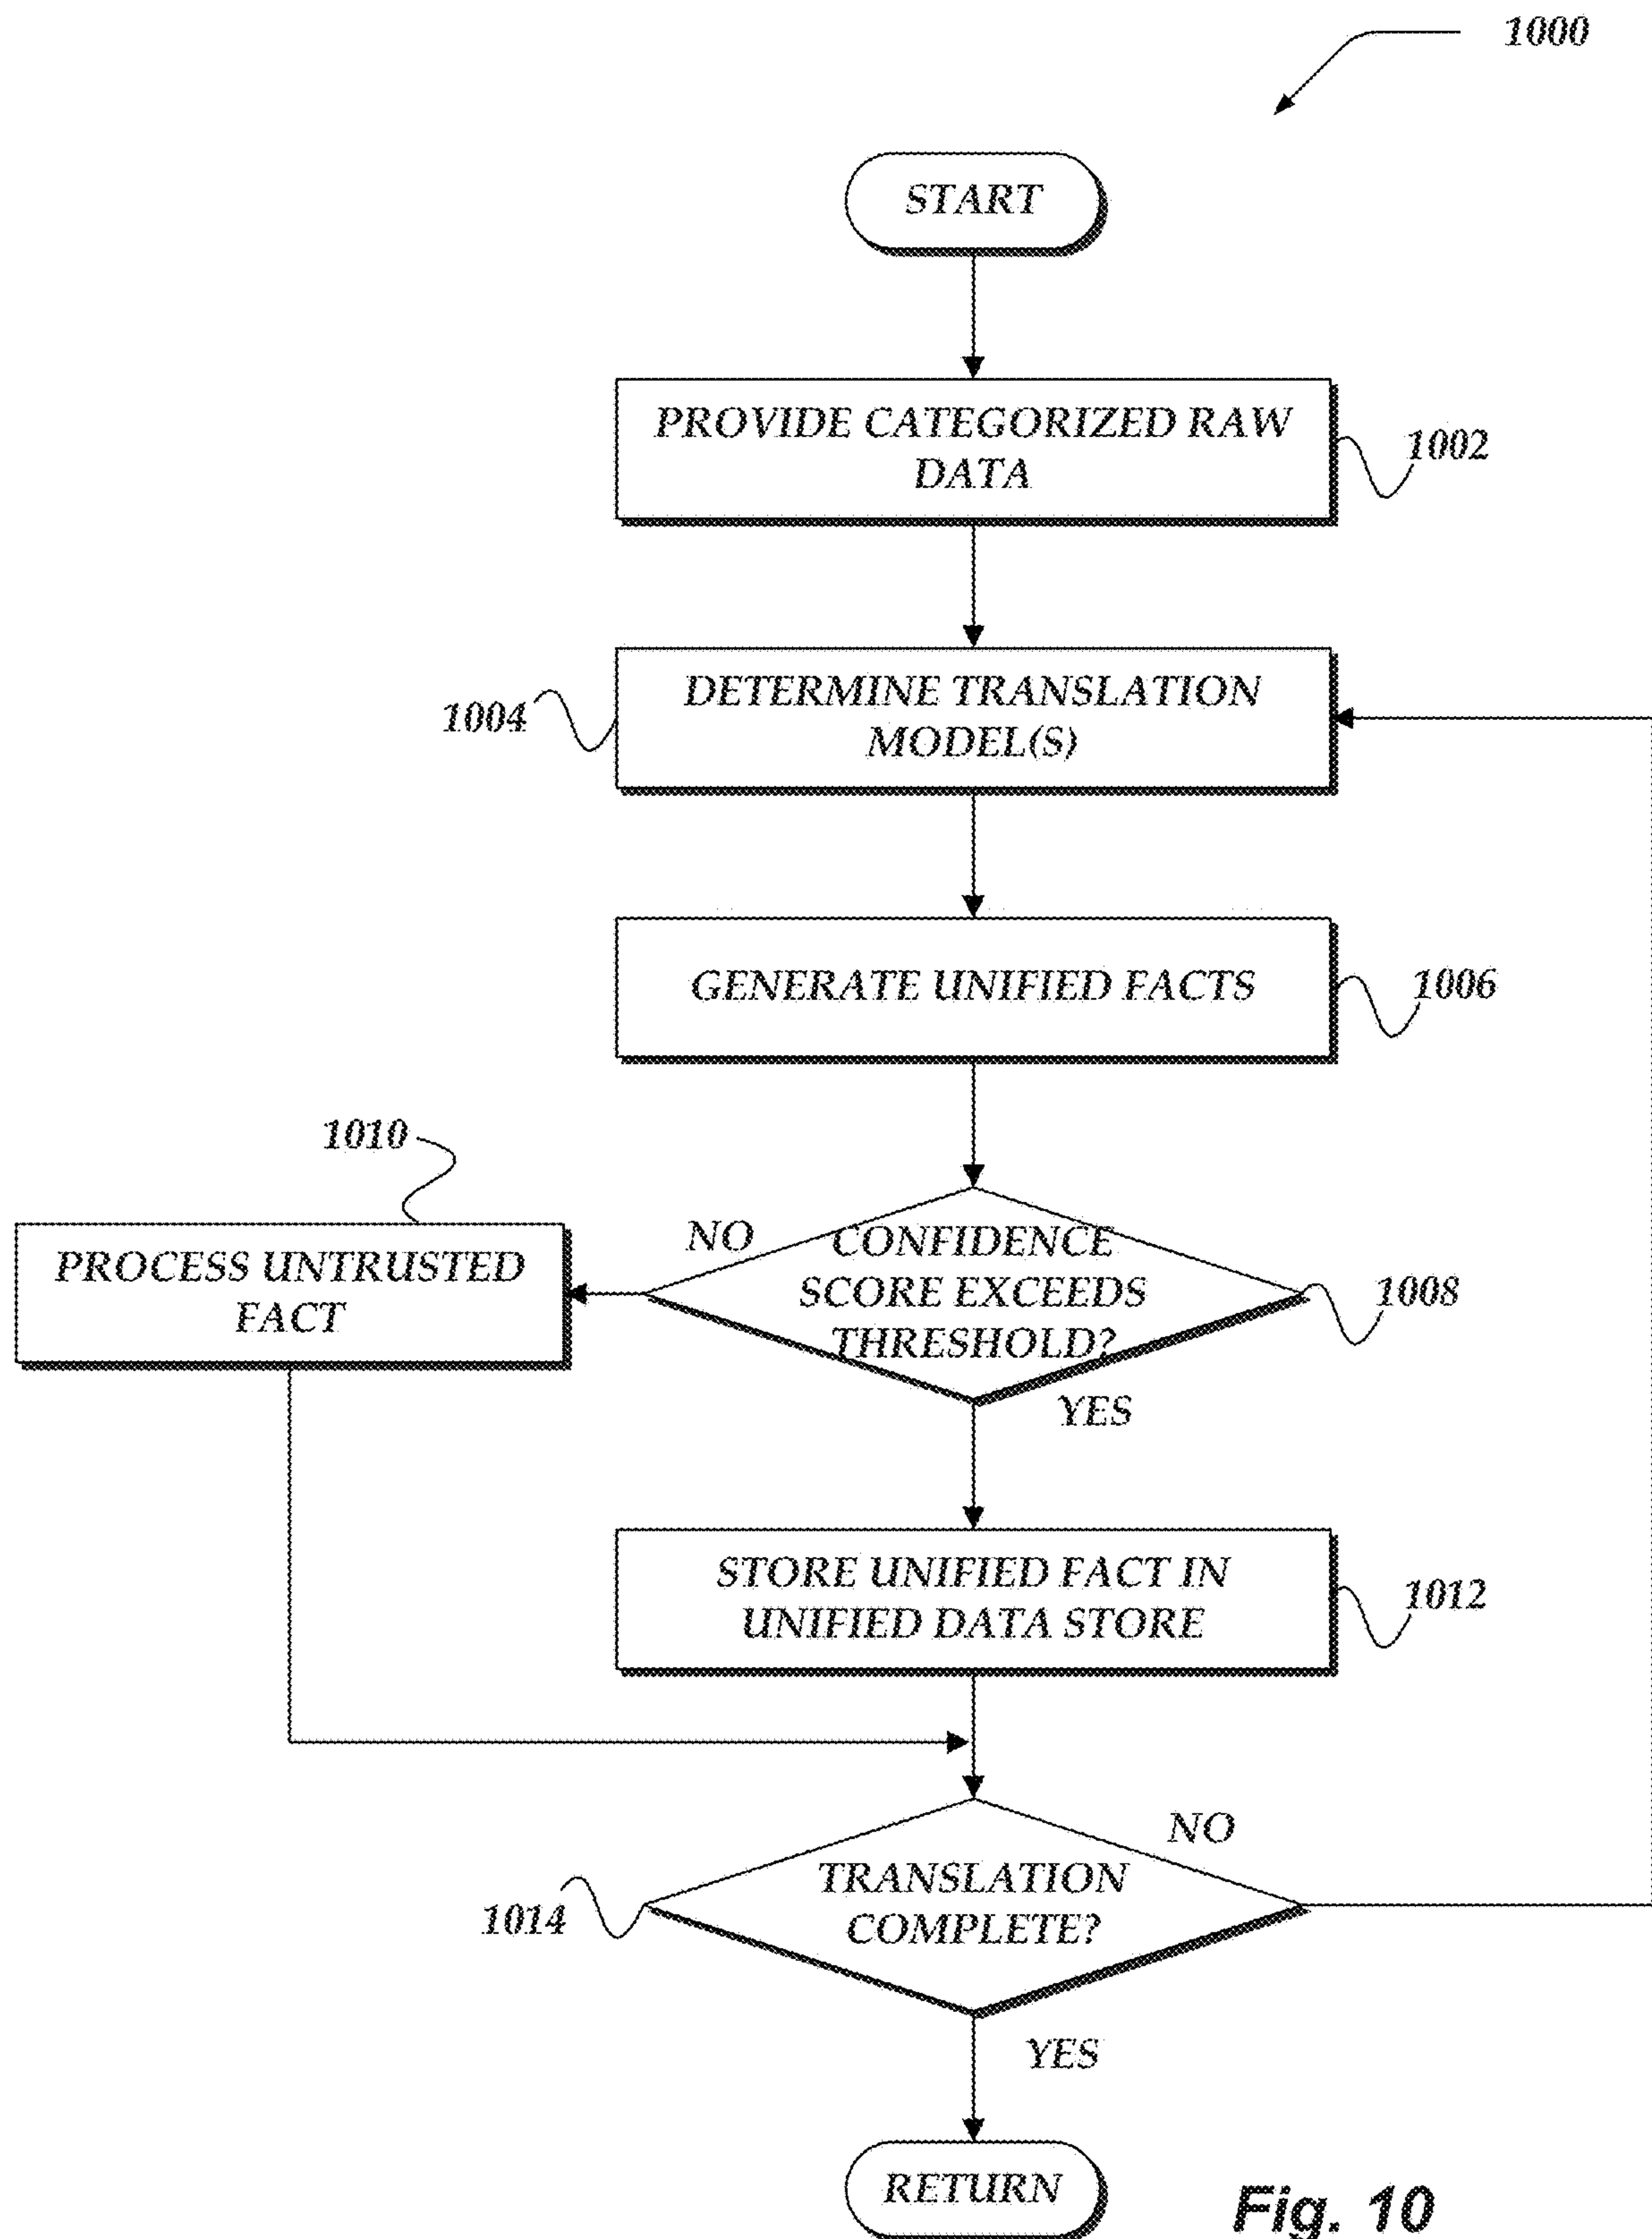 1000
START
PROVIDE CATEGORIZED RAW
DATA
1002
DETERMINE TRANSLATION
MODEL(S)
1004
GENERATE UNIFIED FACTS
1006
1010
PROCESS UNTRUSTED
FACT
NO
CONFIDENCE
SCORE EXCEEDS
THRESHOLD?
1008
YES
STORE UNIFIED FACT IN
UNIFIED DATA STORE
1012
NO
TRANSLATION
COMPLETE?
1014
YES
RETURN
Fig. 10